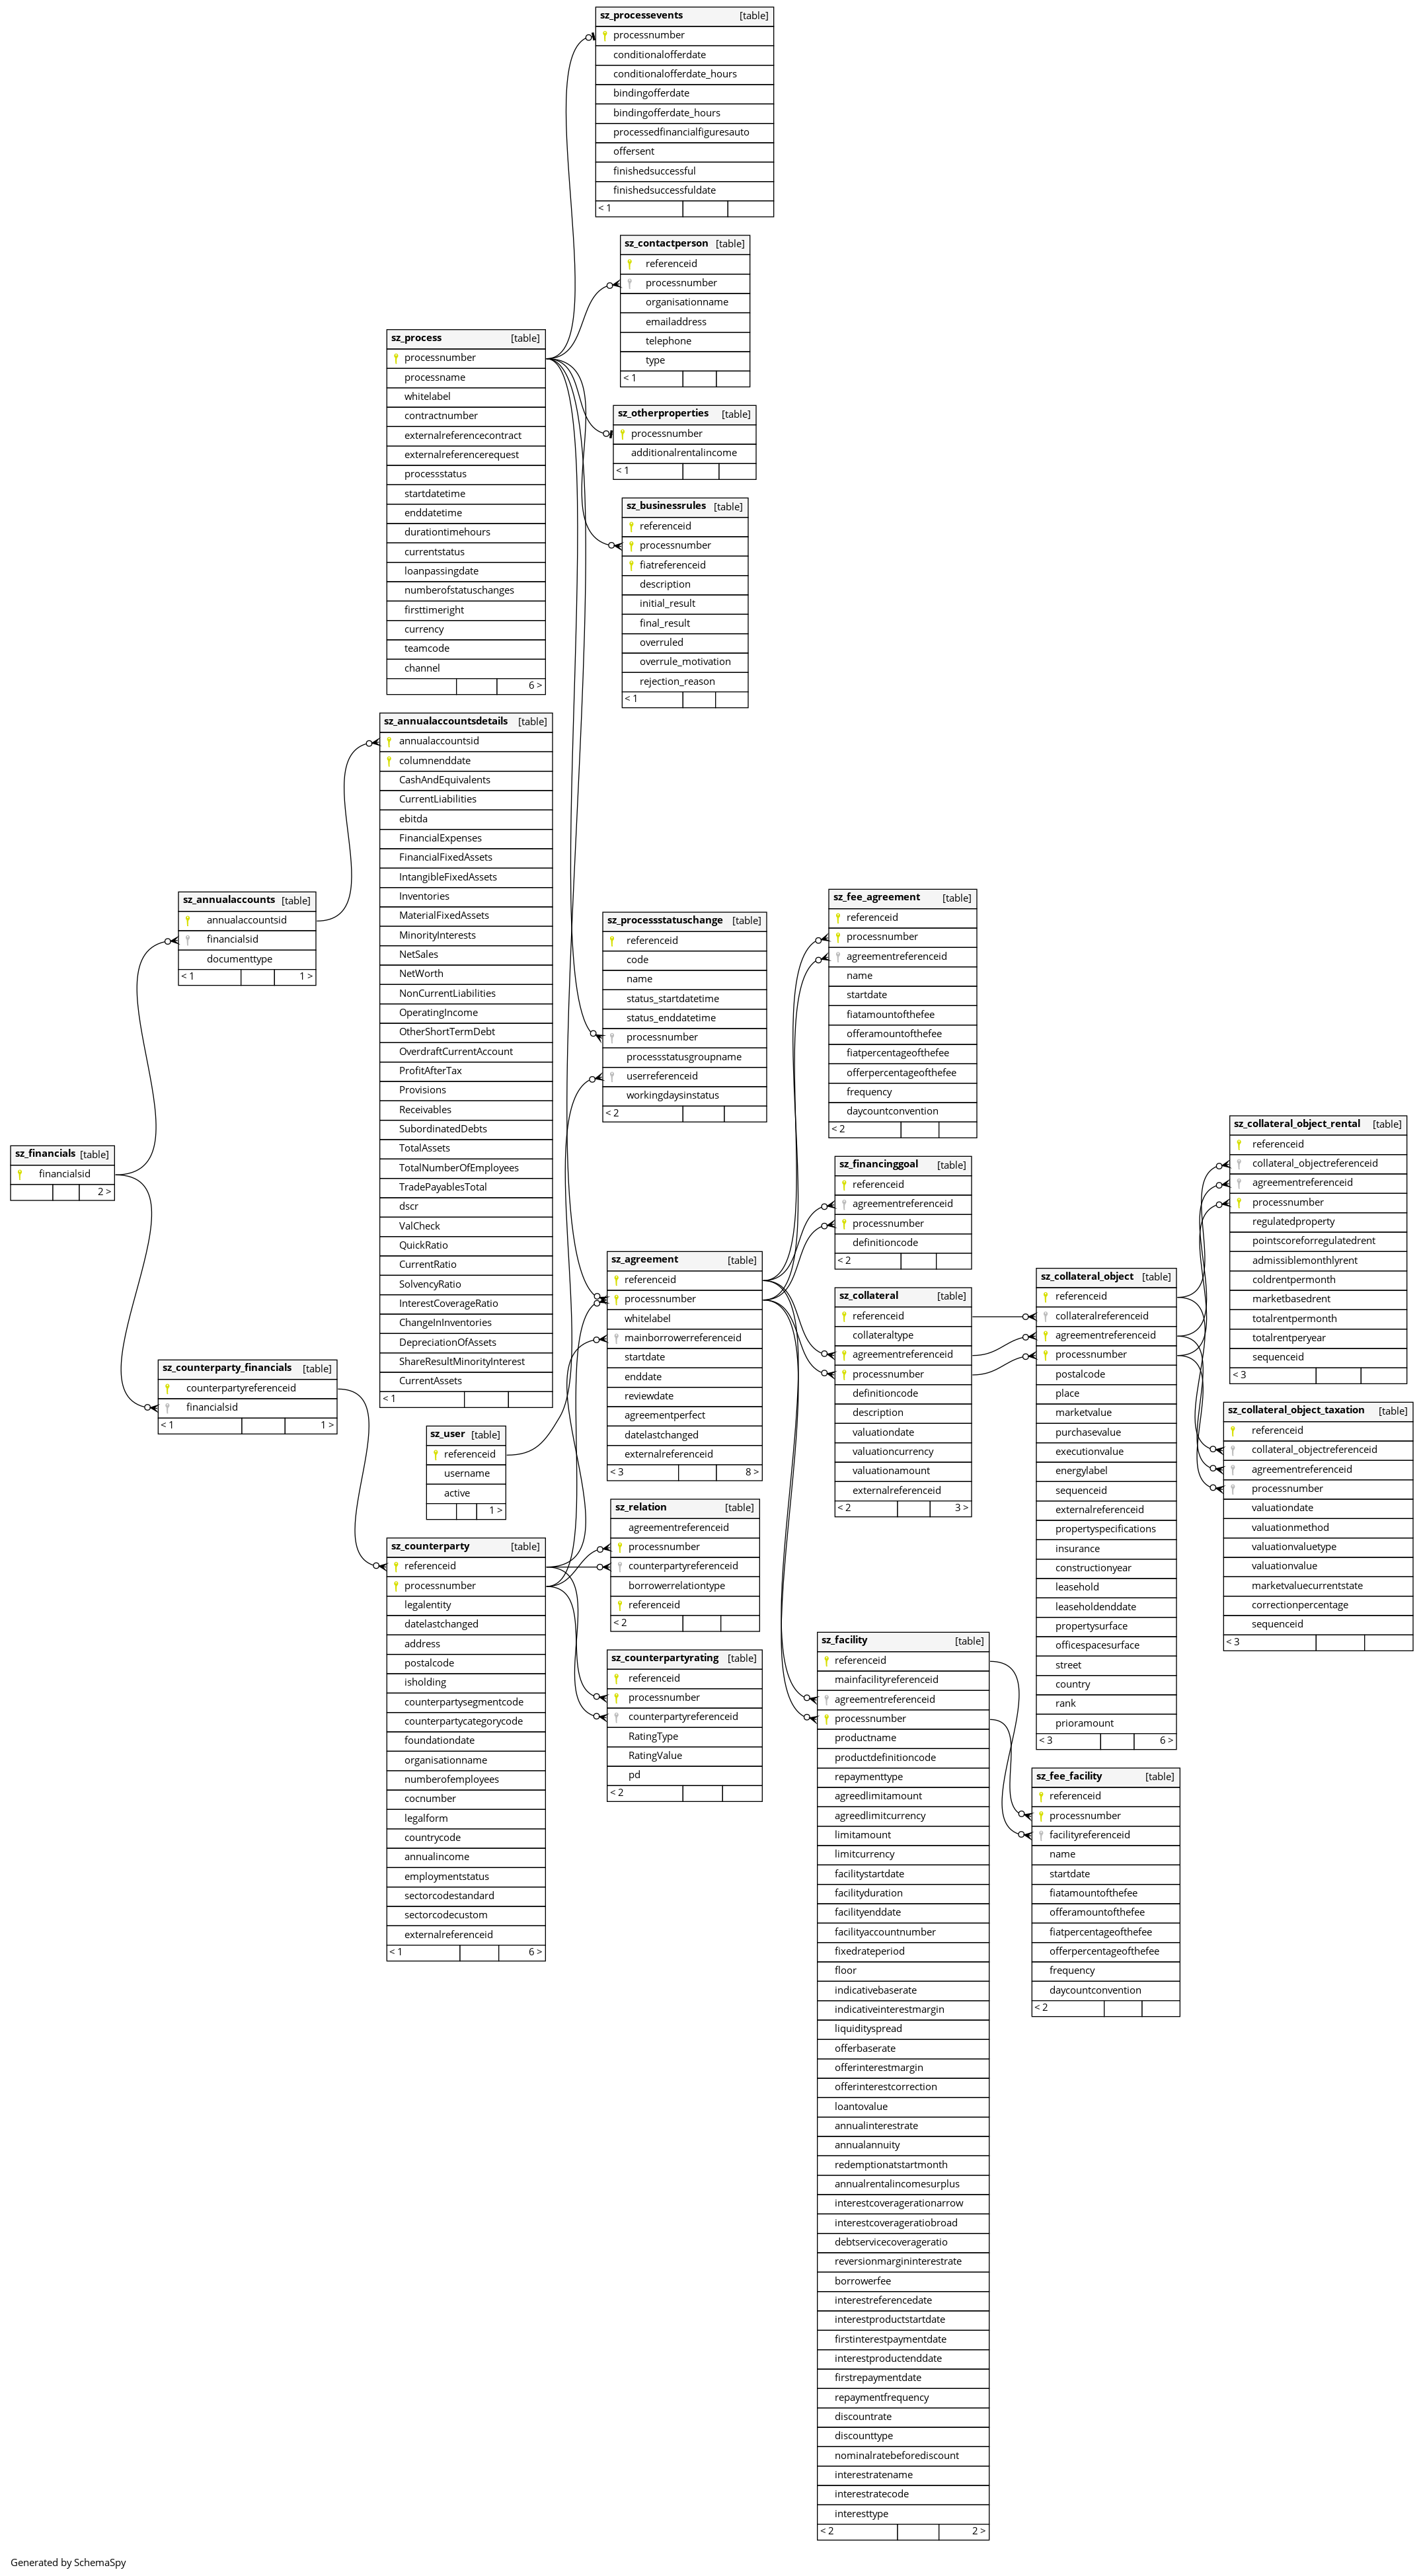 sz_processevents [table]
processnumber
conditionalofferdate
conditionalofferdate_hours
bindingofferdate
bindingofferdate_hours
processedfinancialfiguresauto
offersent
finishedsuccessful
finishedsuccessfuldate
< 1
sz_contactperson [table]
referenceid
processnumber
organisationname
emailaddress
telephone
type
< 1
sz_process [table]
processnumber
processname
whitelabel
contractnumber
externalreferencecontract
externalreferencerequest
processstatus
startdatetime
enddatetime
durationtimehours
currentstatus
loanpassingdate
numberofstatuschanges
firsttimeright
currency
teamcode
channel
6 >
sz_otherproperties [table]
processnumber
additionalrentalincome
< 1
sz_businessrules [table]
referenceid
processnumber
fiatreferenceid
description
initial_result
final_result
overruled
overrule_motivation
rejection_reason
< 1
sz_annualaccountsdetails [table]
annualaccountsid
columnenddate
CashAndEquivalents
CurrentLiabilities
ebitda
FinancialExpenses
FinancialFixedAssets
IntangibleFixedAssets
Inventories
MaterialFixedAssets
MinorityInterests
NetSales
NetWorth
NonCurrentLiabilities
OperatingIncome
OtherShortTermDebt
OverdraftCurrentAccount
ProfitAfterTax
Provisions
Receivables
SubordinatedDebts
TotalAssets
TotalNumberOfEmployees
TradePayablesTotal
dscr
ValCheck
QuickRatio
CurrentRatio
SolvencyRatio
InterestCoverageRatio
ChangeInInventories
DepreciationOfAssets
ShareResultMinorityInterest
CurrentAssets
< 1
sz_annualaccounts [table]
annualaccountsid
financialsid
documenttype
< 1 1 >
sz_processstatuschange [table]
referenceid
code
name
status_startdatetime
status_enddatetime
processnumber
processstatusgroupname
userreferenceid
workingdaysinstatus
< 2
sz_fee_agreement [table]
referenceid
processnumber
agreementreferenceid
name
startdate
fiatamountofthefee
offeramountofthefee
fiatpercentageofthefee
offerpercentageofthefee
frequency
daycountconvention
< 2
sz_financials [table]
financialsid
2 >
sz_financinggoal [table]
referenceid
agreementreferenceid
processnumber
definitioncode
< 2
sz_collateral_object_rental [table]
referenceid
collateral_objectreferenceid
agreementreferenceid
processnumber
regulatedproperty
pointscoreforregulatedrent
admissiblemonthlyrent
coldrentpermonth
marketbasedrent
totalrentpermonth
totalrentperyear
sequenceid
< 3
sz_agreement [table]
referenceid
processnumber
whitelabel
mainborrowerreferenceid
startdate
enddate
reviewdate
agreementperfect
datelastchanged
externalreferenceid
< 3 8 >
sz_collateral [table]
referenceid
collateraltype
agreementreferenceid
processnumber
definitioncode
description
valuationdate
valuationcurrency
valuationamount
externalreferenceid
< 2 3 >
sz_collateral_object [table]
referenceid
collateralreferenceid
agreementreferenceid
processnumber
postalcode
place
marketvalue
purchasevalue
executionvalue
energylabel
sequenceid
externalreferenceid
propertyspecifications
insurance
constructionyear
leasehold
leaseholdenddate
propertysurface
officespacesurface
street
country
rank
prioramount
< 3 6 >
sz_collateral_object_taxation [table]
referenceid
collateral_objectreferenceid
agreementreferenceid
processnumber
valuationdate
valuationmethod
valuationvaluetype
valuationvalue
marketvaluecurrentstate
correctionpercentage
sequenceid
< 3
sz_counterparty_financials [table]
counterpartyreferenceid
financialsid
< 1 1 >
sz_user [table]
referenceid
username
active
1 >
sz_counterparty [table]
referenceid
processnumber
legalentity
datelastchanged
address
postalcode
isholding
counterpartysegmentcode
counterpartycategorycode
foundationdate
organisationname
numberofemployees
cocnumber
legalform
countrycode
annualincome
employmentstatus
sectorcodestandard
sectorcodecustom
externalreferenceid
< 1 6 >
sz_relation [table]
agreementreferenceid
processnumber
counterpartyreferenceid
borrowerrelationtype
referenceid
< 2
sz_counterpartyrating [table]
referenceid
processnumber
counterpartyreferenceid
RatingType
RatingValue
pd
< 2
sz_facility [table]
referenceid
mainfacilityreferenceid
agreementreferenceid
processnumber
productname
productdefinitioncode
repaymenttype
agreedlimitamount
agreedlimitcurrency
limitamount
limitcurrency
facilitystartdate
facilityduration
facilityenddate
facilityaccountnumber
fixedrateperiod
floor
indicativebaserate
indicativeinterestmargin
liquidityspread
offerbaserate
offerinterestmargin
offerinterestcorrection
loantovalue
annualinterestrate
annualannuity
redemptionatstartmonth
annualrentalincomesurplus
interestcoveragerationarrow
interestcoverageratiobroad
debtservicecoverageratio
reversionmargininterestrate
borrowerfee
interestreferencedate
interestproductstartdate
firstinterestpaymentdate
interestproductenddate
firstrepaymentdate
repaymentfrequency
discountrate
discounttype
nominalratebeforediscount
interestratename
interestratecode
interesttype
< 2 2 >
sz_fee_facility [table]
referenceid
processnumber
facilityreferenceid
name
startdate
fiatamountofthefee
offeramountofthefee
fiatpercentageofthefee
offerpercentageofthefee
frequency
daycountconvention
< 2
Generated by SchemaSpy